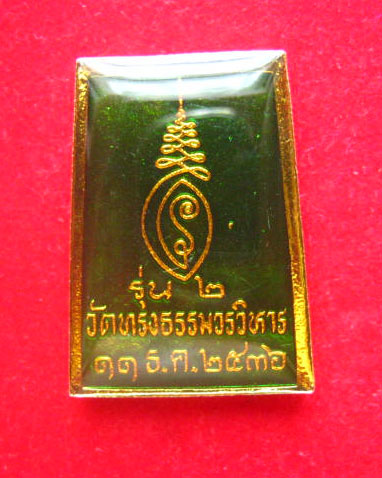 รุ่น ๒
วัดทรงธรรมวรวิหาร
๑๑ ธ.ค.๒๕๓๖